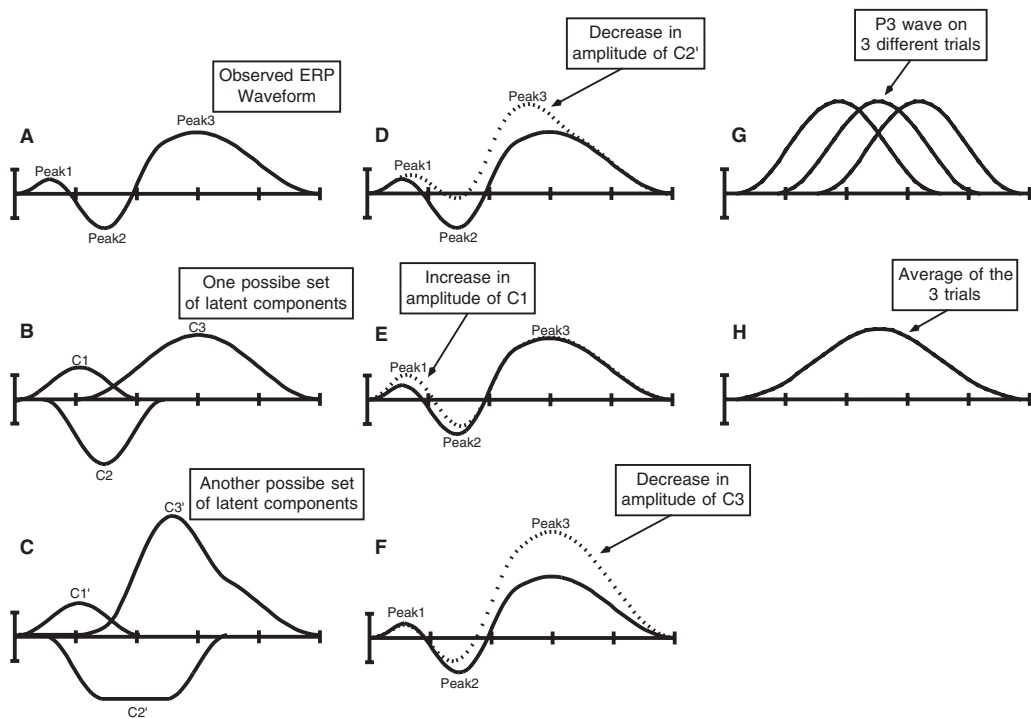 A
Observed ERP
Waveform
Peak1
Peak2
Peak3
B
One possibe set
of latent components
C1
C2
C3
C
Another possibe set
of latent components
C1'
C2'
C3'
D
Decrease in
amplitude of C2'
Peak1
Peak2
Peak3
E
Increase in
amplitude of C1
Peak1
Peak2
Peak3
F
Decrease in
amplitude of C3
Peak1
Peak2
Peak3
G
P3 wave on
3 different trials
H
Average of the
3 trials